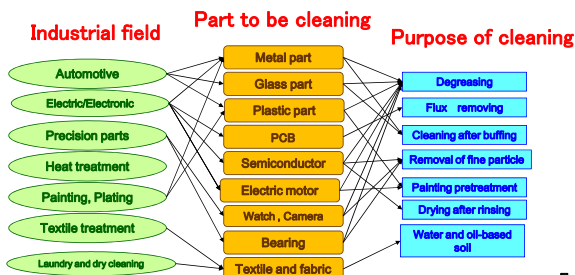 Industrial field
Part to be cleaning
Purpose of cleaning
Automotive
Electric/Electronic
Precision parts
Heat treatment
Painting, Plating
Textile treatment
Laundry and dry cleaning
Metal part
Glass part
Plastic part
PCB
Semiconductor
Electric motor
Watch , Camera
Bearing
Textile and fabric
Degreasing
Flux removing
Cleaning after buffing
Removal of fine particle
Painting pretreatment
Drying after rinsing
Water and oil-based
soil